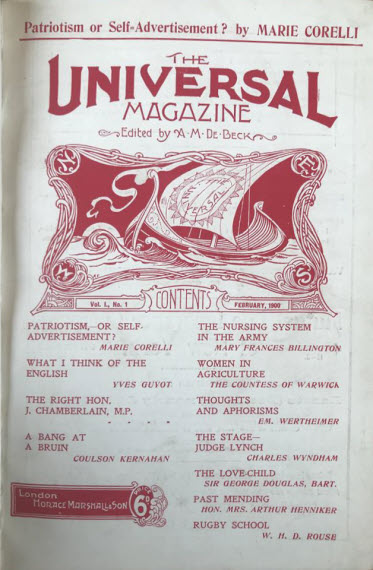 Patriotism or Self-Advertisement? by MARIE CORELLI
THE
UNIVERSAL
MAGAZINE
Edited by A·M·DE·BECK
N
E
UNIVERSAL
W
S
Vol. I., No. 1
CONTENTS
FEBRUARY, 1900
PATRIOTISM,—OR SELF-
ADVERTISEMENT?
MARIE CORELLI
WHAT I THINK OF THE
ENGLISH
YVES GUYOT
THE RIGHT HON.
J. CHAMBERLAIN, M.P.
A BANG AT
A BRUIN
COULSON KERNAHAN
THE NURSING SYSTEM
IN THE ARMY
MARY FRANCES BILLINGTON
WOMEN IN
AGRICULTURE
THE COUNTESS OF WARWICK
THOUGHTS
AND APHORISMS
EM. WERTHEIMER
THE STAGE—
JUDGE LYNCH
CHARLES WYNDHAM
THE LOVE-CHILD
SIR GEORGE DOUGLAS, BART.
PAST MENDING
HON. MRS. ARTHUR HENNIKER
RUGBY SCHOOL
W. H. D. ROUSE
London
HORACE MARSHALL & SON
6D